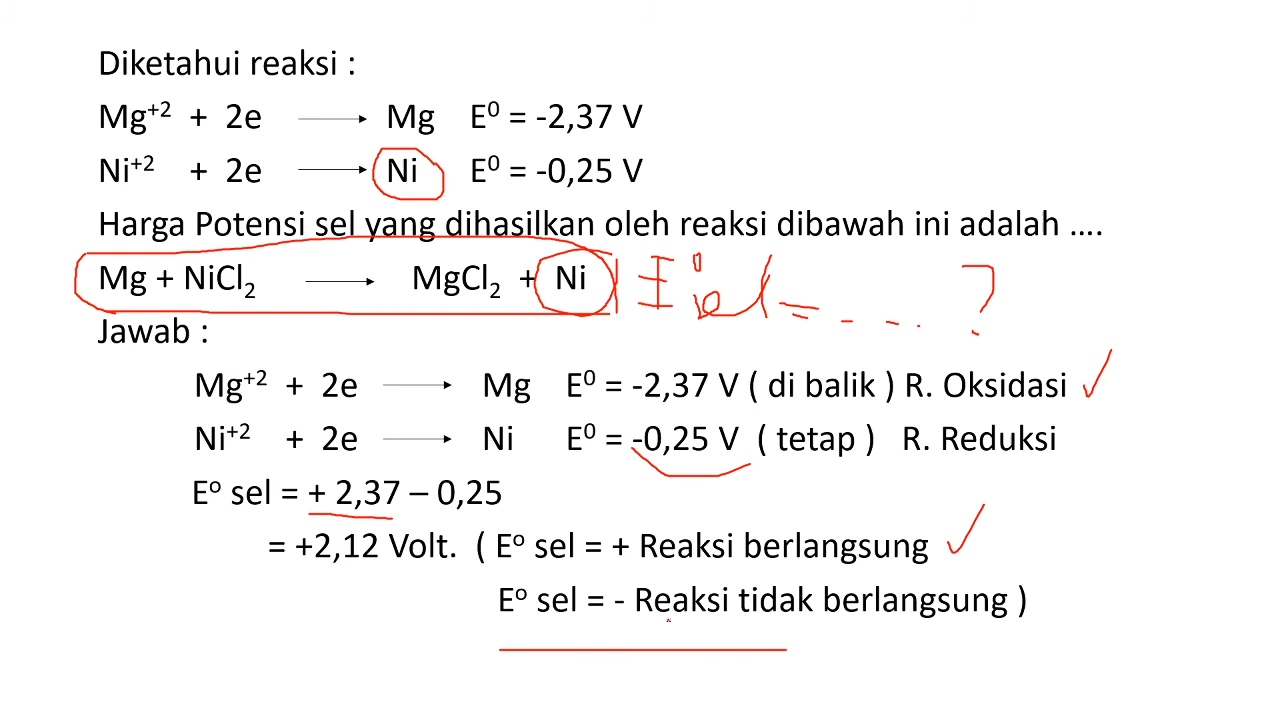 Diketahui reaksi :
Mg⁺² + 2e ⟶ Mg E⁰ = -2,37 V
Ni⁺² + 2e ⟶ Ni E⁰ = -0,25 V
Harga Potensi sel yang dihasilkan oleh reaksi dibawah ini adalah ….
Mg + NiCl₂ ⟶ MgCl₂ + Ni E° sel = - - - . ?
Jawab :
Mg⁺² + 2e ⟶ Mg E⁰ = -2,37 V ( di balik ) R. Oksidasi
Ni⁺² + 2e ⟶ Ni E⁰ = -0,25 V ( tetap ) R. Reduksi
Eᵒ sel = + 2,37 – 0,25
= +2,12 Volt. ( Eᵒ sel = + Reaksi berlangsung
Eᵒ sel = - Reaksi tidak berlangsung )